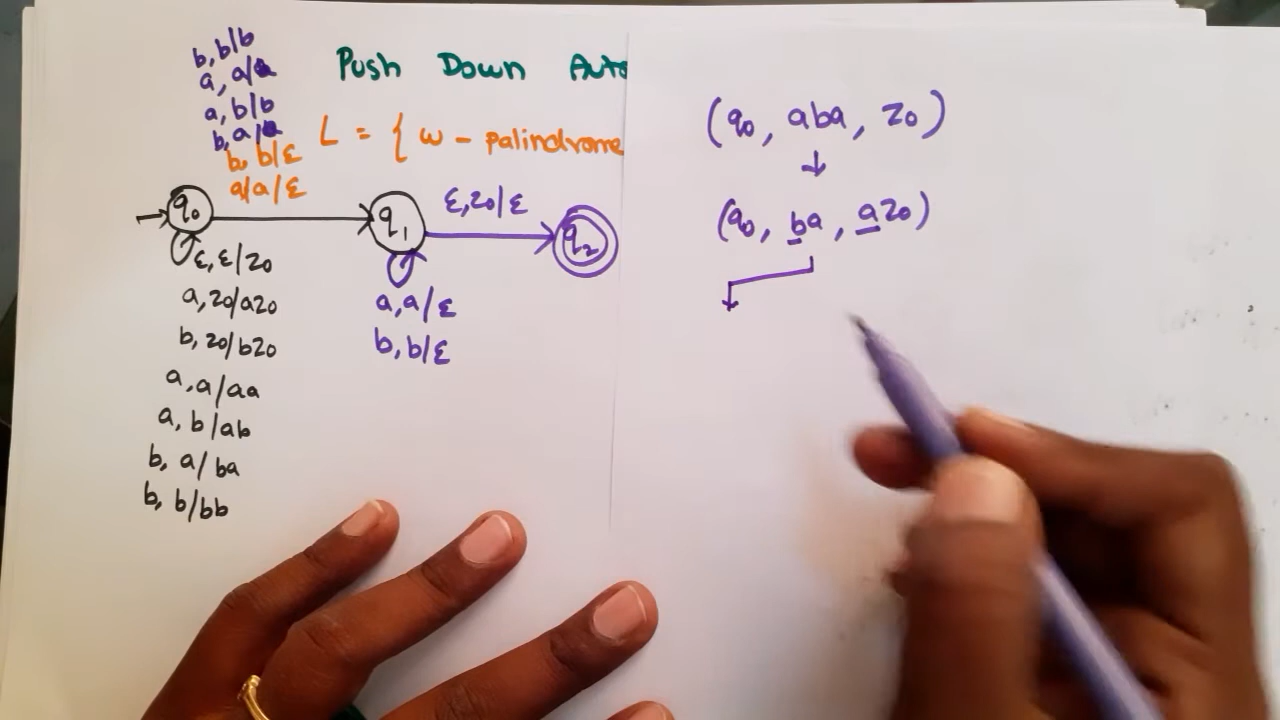 Push Down Auto
L = { w - palindrome
b, b/b
a, a/a
a, b/b
b, a/a
b, b/ε
a/a/ε
q0
q1
q2
ε, z0/ε
ε, ε/z0
a, z0/az0
b, z0/bz0
a, a/aa
a, b/ab
b, a/ba
b, b/bb
a, a/ε
b, b/ε
(q0, aba, z0)
↓
(q0, ba, az0)